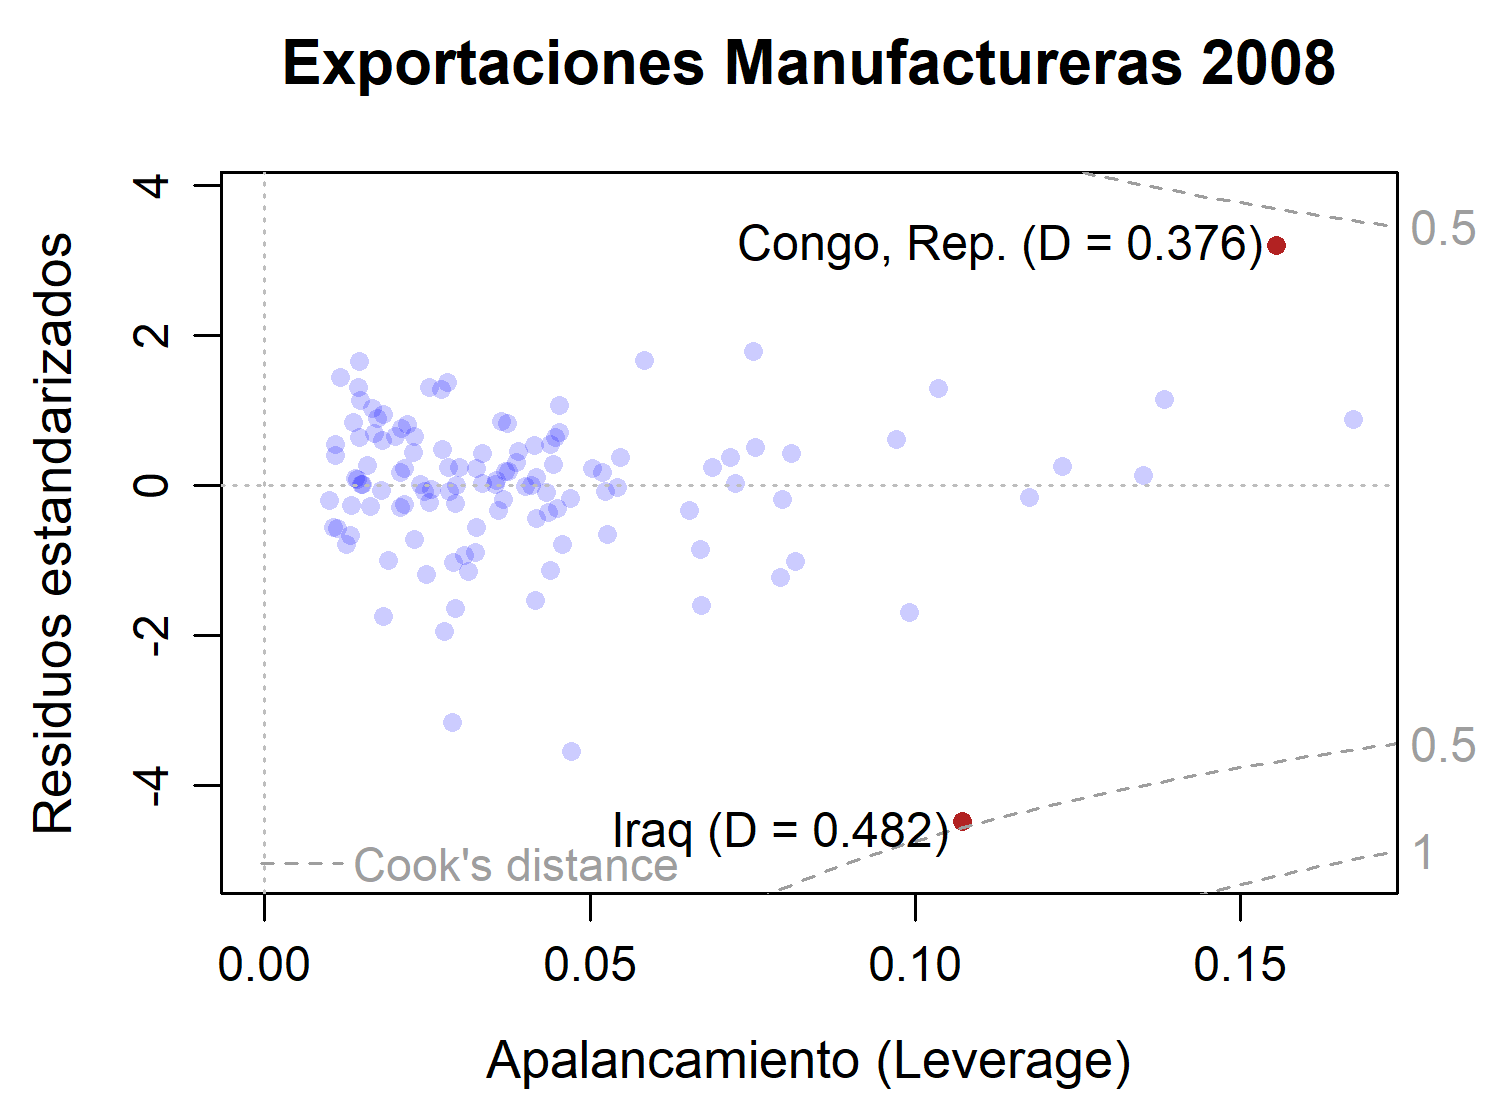 Exportaciones Manufactureras 2008
Residuos estandarizados
4
2
0
-2
-4
Congo, Rep. (D = 0.376)
0.5
0.5
Iraq (D = 0.482)
1
Cook's distance
0.00
0.05
0.10
0.15
Apalancamiento (Leverage)